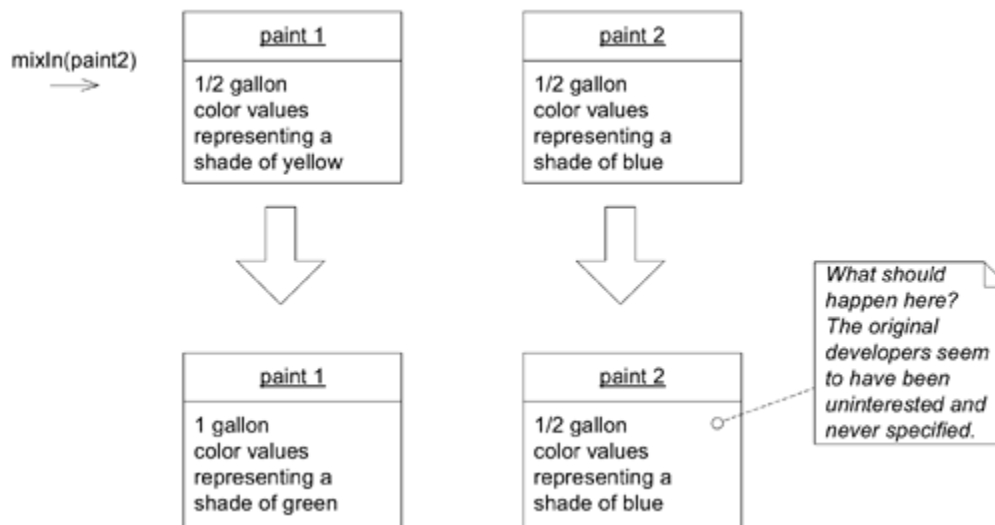 mixIn(paint2)
paint 1
1/2 gallon
color values
representing a
shade of yellow
paint 2
1/2 gallon
color values
representing a
shade of blue
paint 1
1 gallon
color values
representing a
shade of green
paint 2
1/2 gallon
color values
representing a
shade of blue
What should
happen here?
The original
developers seem
to have been
uninterested and
never specified.